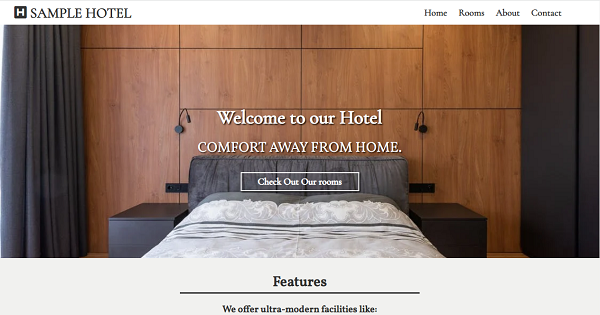 H SAMPLE HOTEL
Home Rooms About Contact
Welcome to our Hotel
COMFORT AWAY FROM HOME.
Check Out Our rooms
Features
We offer ultra-modern facilities like: